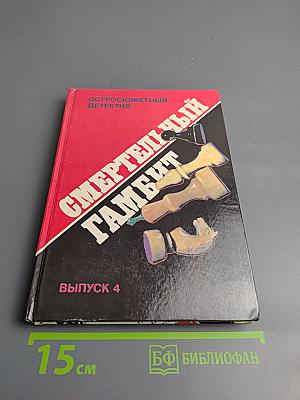 ОСТРОСЮЖЕТНЫЙ
ДЕТЕКТИВ
СМЕРТЕЛЬНЫЙ
ГАМБИТ
ВЫПУСК 4
15 см
БФ БИБЛИОФАН